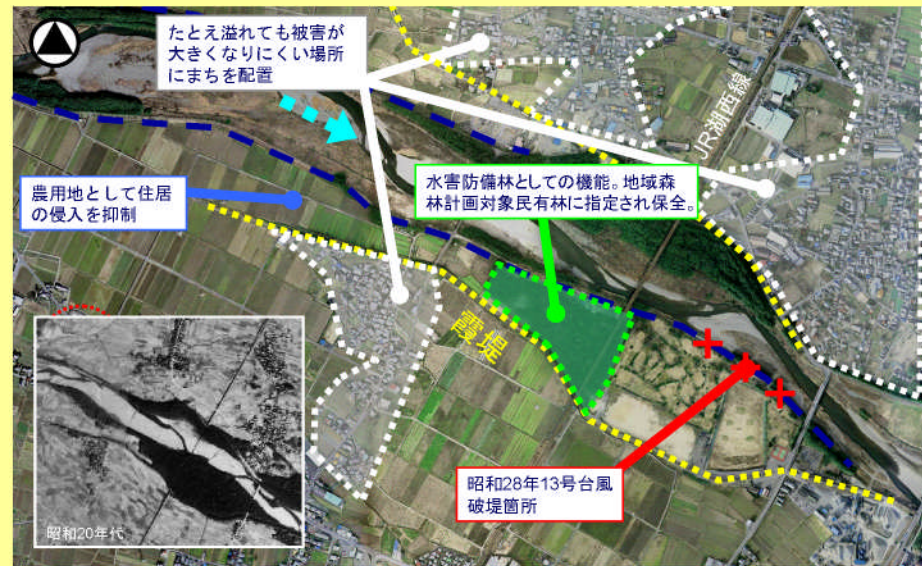 たとえ溢れても被害が
大きくなりにくい場所
にまちを配置
JR湖西線
農用地として住居
の侵入を抑制
水害防備林としての機能。地域森
林計画対象民有林に指定され保全。
霞堤
昭和28年13号台風
破堤箇所
昭和20年代